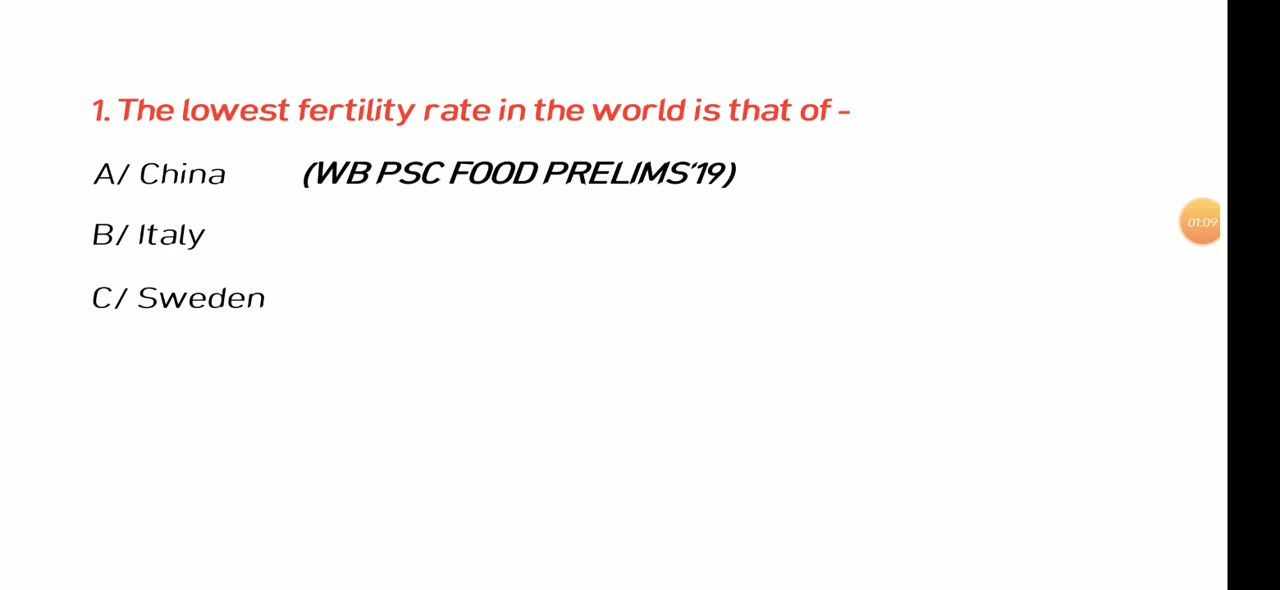 1. The lowest fertility rate in the world is that of -
A/ China (WB PSC FOOD PRELIMS'19)
B/ Italy
01:09
C/ Sweden